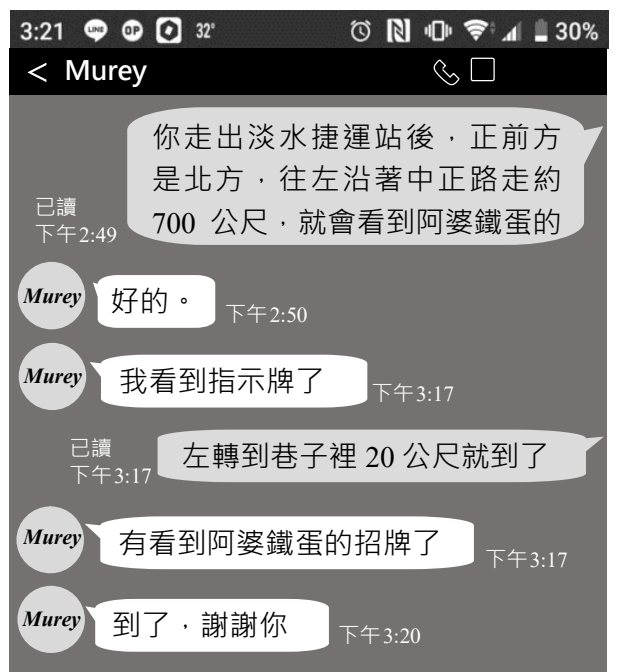 3:21 LINE OP 32° 30%
< Murey
你走出淡水捷運站後，正前方
是北方，往左沿著中正路走約
700 公尺，就會看到阿婆鐵蛋的
已讀
下午2:49
Murey
好的。
下午2:50
Murey
我看到指示牌了
下午3:17
已讀
下午3:17
左轉到巷子裡 20 公尺就到了
Murey
有看到阿婆鐵蛋的招牌了
下午3:17
Murey
到了，謝謝你
下午3:20